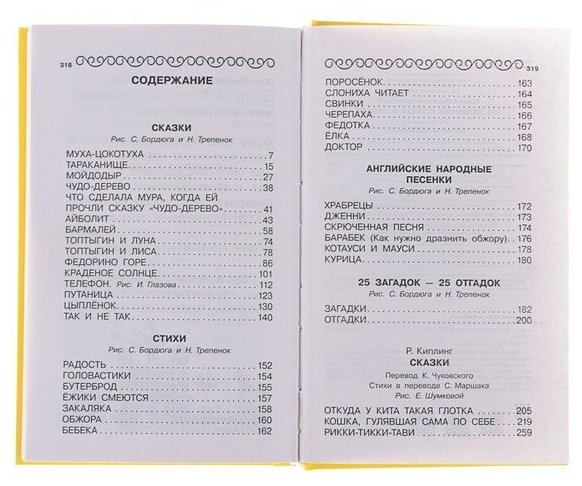 318
СОДЕРЖАНИЕ
СКАЗКИ
Рис. С. Бордюга и Н. Трепенок
МУХА-ЦОКОТУХА 7
ТАРАКАНИЩЕ 15
МОЙДОДЫР 27
ЧУДО-ДЕРЕВО 38
ЧТО СДЕЛАЛА МУРА, КОГДА ЕЙ
ПРОЧЛИ СКАЗКУ «ЧУДО-ДЕРЕВО» 41
АЙБОЛИТ 43
БАРМАЛЕЙ 58
ТОПТЫГИН И ЛУНА 74
ТОПТЫГИН И ЛИСА 78
ФЕДОРИНО ГОРЕ 86
КРАДЕНОЕ СОЛНЦЕ 101
ТЕЛЕФОН. Рис. И. Глазова 112
ПУТАНИЦА 123
ЦЫПЛЁНОК 130
ТАК И НЕ ТАК 140
СТИХИ
Рис. С. Бордюга и Н. Трепенок
РАДОСТЬ 152
ГОЛОВАСТИКИ 154
БУТЕРБРОД 155
ЁЖИКИ СМЕЮТСЯ 157
ЗАКАЛЯКА 158
ОБЖОРА 160
БЕБЕКА 162
319
ПОРОСЁНОК 163
СЛОНИХА ЧИТАЕТ 164
СВИНКИ 165
ЧЕРЕПАХА 166
ФЕДОТКА 167
ЁЛКА 168
ДОКТОР 170
АНГЛИЙСКИЕ НАРОДНЫЕ
ПЕСЕНКИ
Рис. С. Бордюга и Н. Трепенок
ХРАБРЕЦЫ 172
ДЖЕННИ 173
СКРЮЧЕННАЯ ПЕСНЯ 174
БАРАБЕК (Как нужно дразнить обжору) 176
КОТАУСИ И МАУСИ 178
КУРИЦА 180
25 ЗАГАДОК — 25 ОТГАДОК
Рис. С. Бордюга и Н. Трепенок
ЗАГАДКИ 182
ОТГАДКИ 200
Р. Киплинг
СКАЗКИ
Перевод К. Чуковского
Стихи в переводе С. Маршака
Рис. Е. Шумковой
ОТКУДА У КИТА ТАКАЯ ГЛОТКА 205
КОШКА, ГУЛЯВШАЯ САМА ПО СЕБЕ 219
РИККИ-ТИККИ-ТАВИ 259